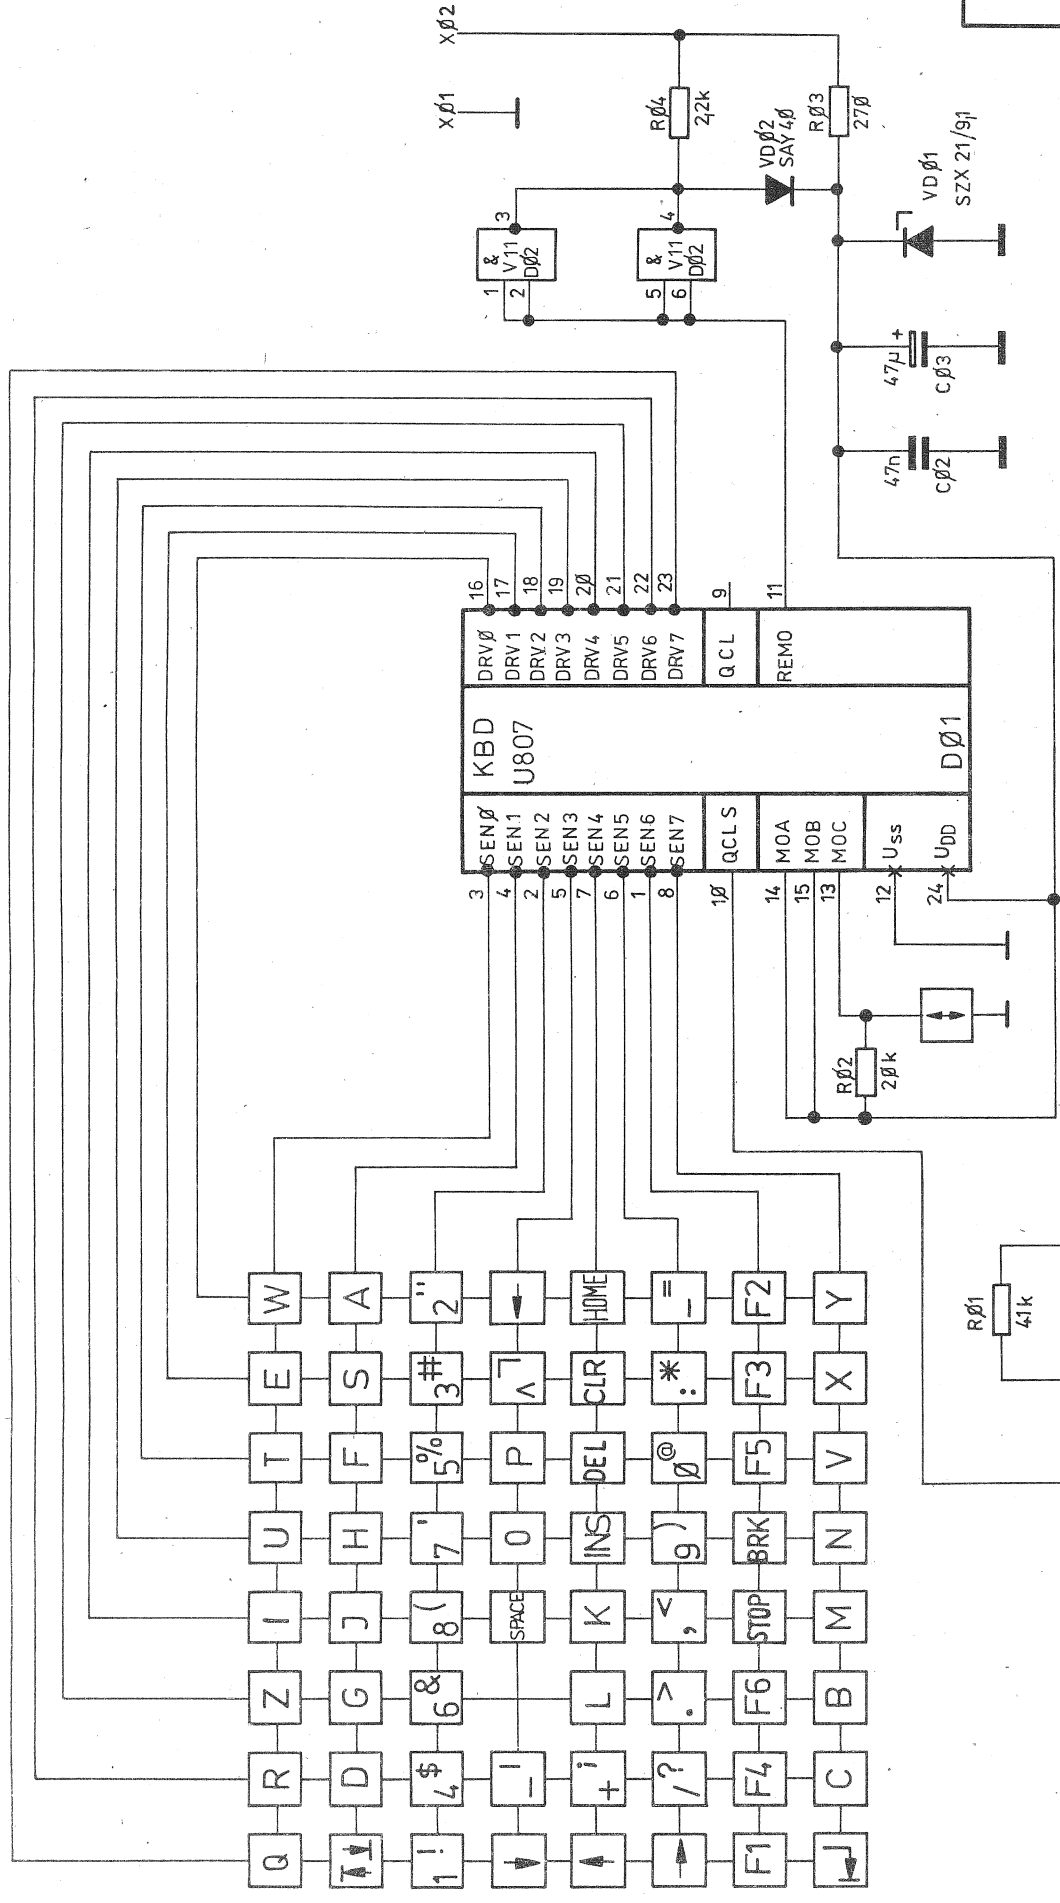 XØ2
XØ1
RØ4
2,2k
RØ3
27Ø
VDØ2
SAY 4Ø
VDØ1
SZX 21/9,1
3
&
V11
DØ2
1
2
4
&
V11
DØ2
5
6
47µ +
CØ3
47n
CØ2
16
17
18
19
2Ø
21
22
23
9
11
DRVØ
DRV1
DRV2
DRV3
DRV4
DRV5
DRV6
DRV7
QCL
REMO
KBD
U807
DØ1
SENØ
SEN1
SEN2
SEN3
SEN4
SEN5
SEN6
SEN7
QCLS
MOA
MOB
MOC
USS
UDD
3
4
2
5
7
6
1
8
1Ø
14
15
13
12
24
RØ2
2Øk
RØ1
41k
W
A
2 "
←
HOME
_ =
F2
Y
E
S
3 #
^ ¬
CLR
: *
F3
X
T
F
5 %
P
DEL
Ø @
F5
V
U
H
7 '
O
INS
9 )
BRK
N
I
J
8 (
SPACE
K
, <
STOP
M
Z
G
6 &
L
. >
F6
B
R
D
4 $
+ ;
/ ?
F4
C
Q
1 !
↓
↑
→
F1
↵